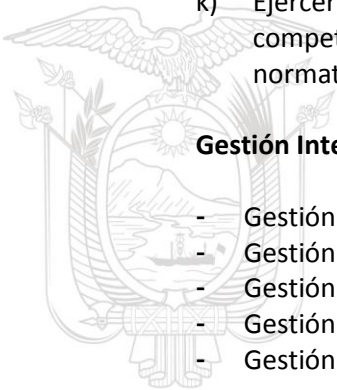 k) Ejercer
compet
normat
Gestión Inte
- Gestión
- Gestión
- Gestión
- Gestión
- Gestión